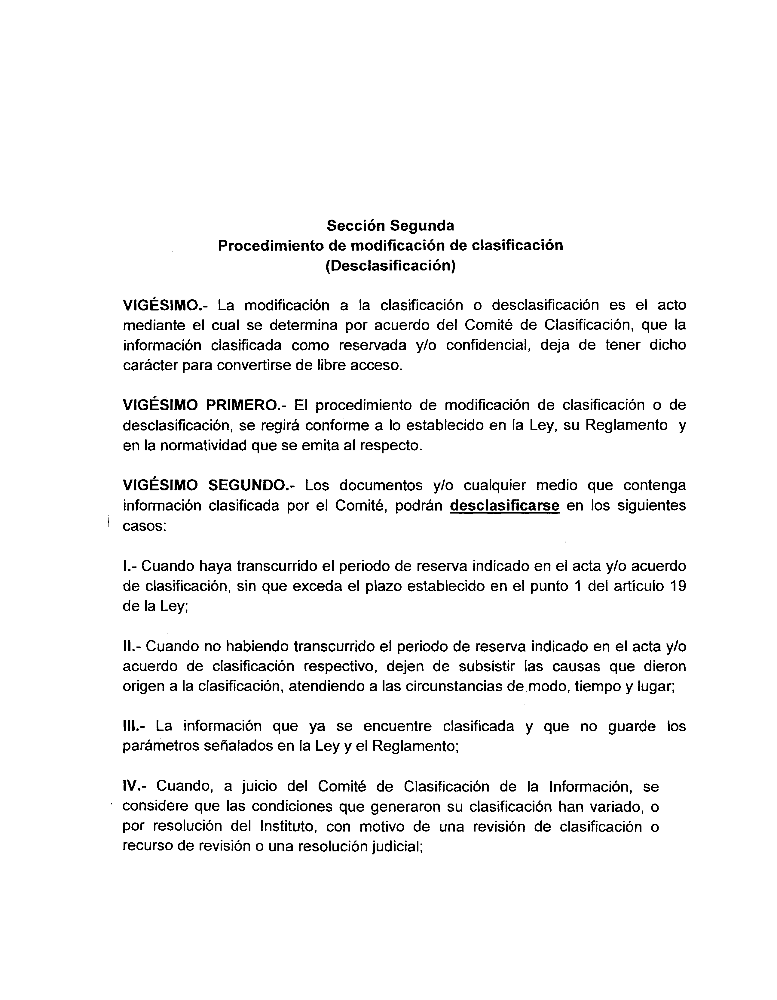 Sección Segunda
Procedimiento de modificación de clasificación
(Desclasificación)
VIGÉSIMO.- La modificación a la clasificación o desclasificación es el acto
mediante el cual se determina por acuerdo del Comité de Clasificación, que la
información clasificada como reservada y/o confidencial, deja de tener dicho
carácter para convertirse de libre acceso.
VIGÉSIMO PRIMERO.- El procedimiento de modificación de clasificación o de
desclasificación, se regirá conforme a lo establecido en la Ley, su Reglamento y
en la normatividad que se emita al respecto.
VIGÉSIMO SEGUNDO.- Los documentos y/o cualquier medio que contenga
información clasificada por el Comité, podrán desclasificarse en los siguientes
casos:
I.- Cuando haya transcurrido el periodo de reserva indicado en el acta y/o acuerdo
de clasificación, sin que exceda el plazo establecido en el punto 1 del artículo 19
de la Ley;
II.- Cuando no habiendo transcurrido el periodo de reserva indicado en el acta y/o
acuerdo de clasificación respectivo, dejen de subsistir las causas que dieron
origen a la clasificación, atendiendo a las circunstancias de modo, tiempo y lugar;
III.- La información que ya se encuentre clasificada y que no guarde los
parámetros señalados en la Ley y el Reglamento;
IV.- Cuando, a juicio del Comité de Clasificación de la Información, se
considere que las condiciones que generaron su clasificación han variado, o
por resolución del Instituto, con motivo de una revisión de clasificación o
recurso de revisión o una resolución judicial;